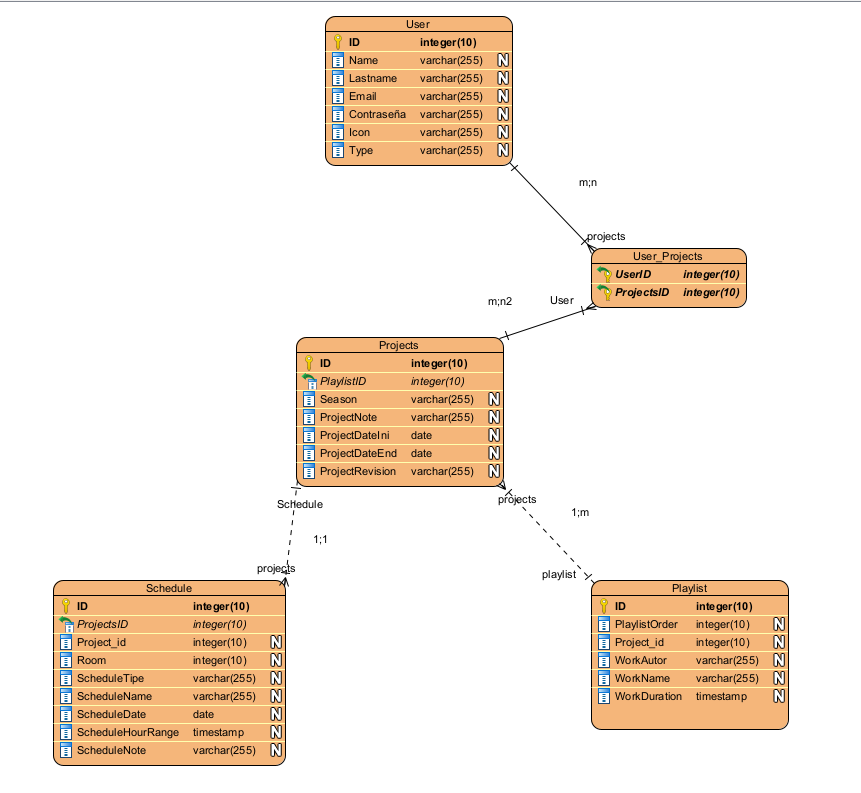 User
ID integer(10)
Name varchar(255) N
Lastname varchar(255) N
Email varchar(255) N
Contraseña varchar(255) N
Icon varchar(255) N
Type varchar(255) N
m;n
projects
User_Projects
UserID integer(10)
ProjectsID integer(10)
m;n2
User
Projects
ID integer(10)
PlaylistID integer(10)
Season varchar(255) N
ProjectNote varchar(255) N
ProjectDateIni date N
ProjectDateEnd date N
ProjectRevision varchar(255) N
Schedule
projects
1;m
1;1
projects
playlist
Schedule
ID integer(10)
ProjectsID integer(10)
Project_id integer(10) N
Room integer(10) N
ScheduleTipe varchar(255) N
ScheduleName varchar(255) N
ScheduleDate date N
ScheduleHourRange timestamp N
ScheduleNote varchar(255) N
Playlist
ID integer(10)
PlaylistOrder integer(10) N
Project_id integer(10) N
WorkAutor varchar(255) N
WorkName varchar(255) N
WorkDuration timestamp N